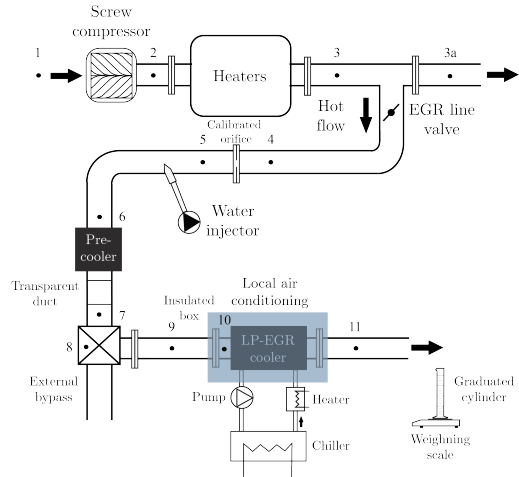 Screw
compressor
1
2
3
3a
Heaters
Hot
flow
EGR line
valve
Calibrated
orifice
5
4
Water
injector
6
Pre-
cooler
Transparent
duct
7
8
External
bypass
Local air
conditioning
Insulated
box
9
10
LP-EGR
cooler
11
Pump
Heater
Chiller
Graduated
cylinder
Weighning
scale